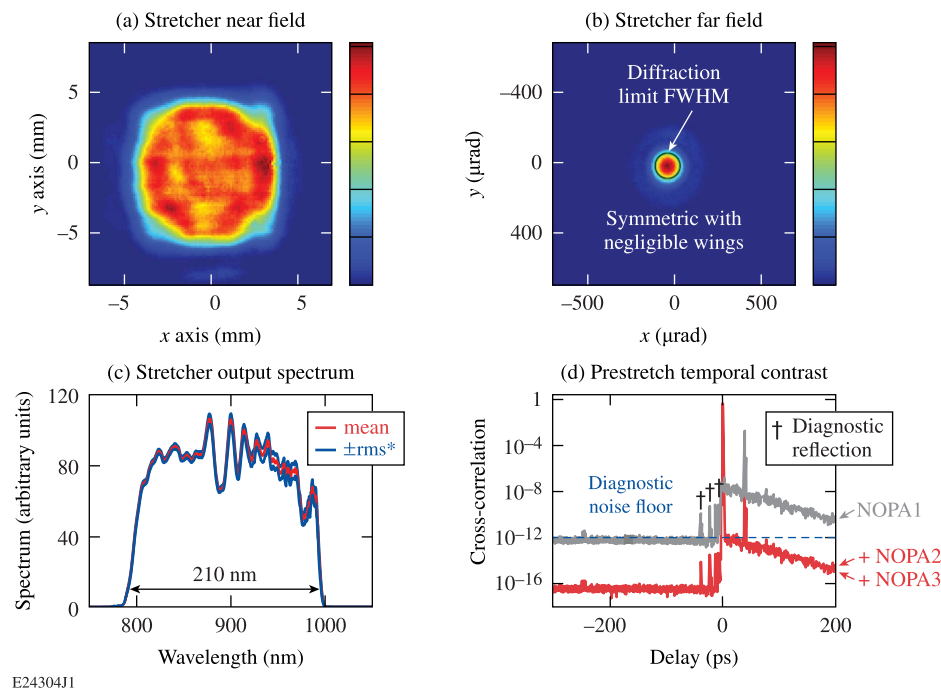 (a) Stretcher near field
5
0
−5
y axis (mm)
−5
0
5
x axis (mm)
(b) Stretcher far field
Diffraction
limit FWHM
Symmetric with
negligible wings
−400
0
400
y (μrad)
−500
0
500
x (μrad)
(c) Stretcher output spectrum
120
80
40
0
Spectrum (arbitrary units)
mean
±rms*
210 nm
800
900
1000
Wavelength (nm)
(d) Prestretch temporal contrast
1
10−4
10−8
10−12
10−16
Cross-correlation
† Diagnostic
reflection
Diagnostic
noise floor
† † †
NOPA1
+ NOPA2
+ NOPA3
−200
0
200
Delay (ps)
E24304J1